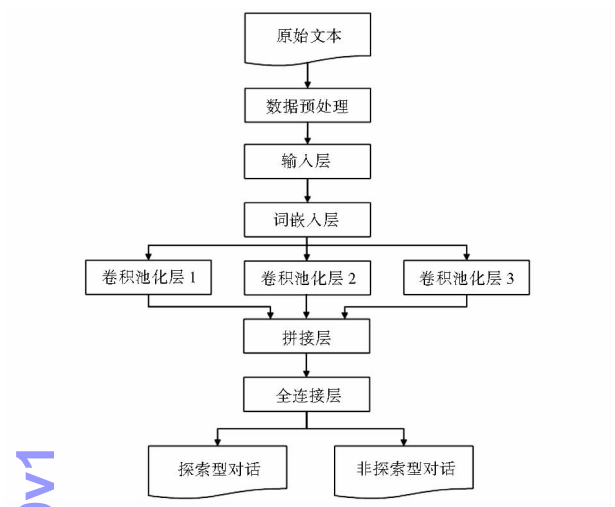 原始文本
数据预处理
输入层
词嵌入层
卷积池化层 1
卷积池化层 2
卷积池化层 3
拼接层
全连接层
探索型对话
非探索型对话